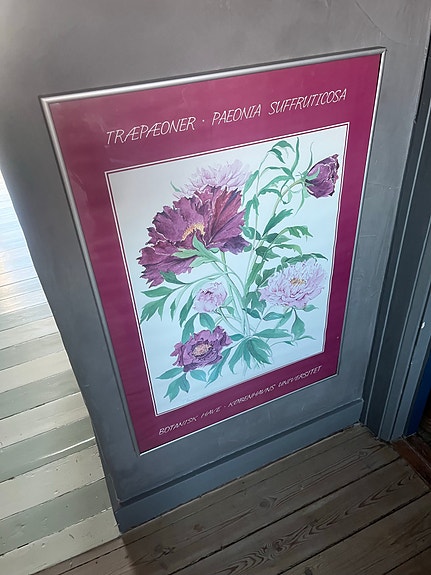 TRÆPÆONER · PAEONIA SUFFRUTICOSA
BOTANISK HAVE · KØBENHAVNS UNIVERSITET